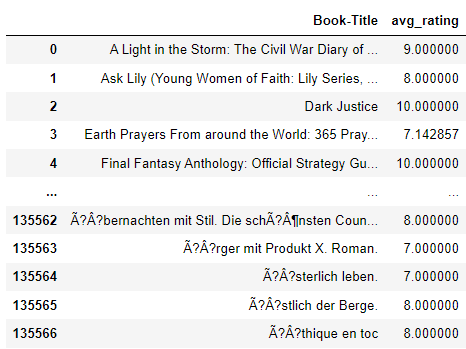 Book-Title avg_rating
0 A Light in the Storm: The Civil War Diary of ... 9.000000
1 Ask Lily (Young Women of Faith: Lily Series, ... 8.000000
2 Dark Justice 10.000000
3 Earth Prayers From around the World: 365 Pray... 7.142857
4 Final Fantasy Anthology: Official Strategy Gu... 10.000000
... ... ...
135562 Ã?Â?bernachten mit Stil. Die schÃ?Â¶nsten Coun... 8.000000
135563 Ã?Â?rger mit Produkt X. Roman. 7.000000
135564 Ã?Â?sterlich leben. 7.000000
135565 Ã?Â?stlich der Berge. 8.000000
135566 Ã?Â?thique en toc 8.000000